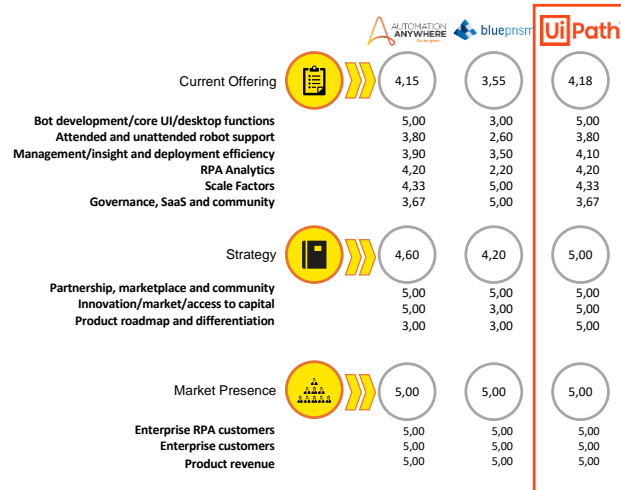 AUTOMATION ANYWHERE blueprism UiPath
Current Offering 4,15 3,55 4,18
Bot development/core UI/desktop functions 5,00 3,00 5,00
Attended and unattended robot support 3,80 2,60 3,80
Management/insight and deployment efficiency 3,90 3,50 4,10
RPA Analytics 4,20 2,20 4,20
Scale Factors 4,33 5,00 4,33
Governance, SaaS and community 3,67 5,00 3,67
Strategy 4,60 4,20 5,00
Partnership, marketplace and community 5,00 5,00 5,00
Innovation/market/access to capital 5,00 3,00 5,00
Product roadmap and differentiation 3,00 3,00 5,00
Market Presence 5,00 5,00 5,00
Enterprise RPA customers 5,00 5,00 5,00
Enterprise customers 5,00 5,00 5,00
Product revenue 5,00 5,00 5,00